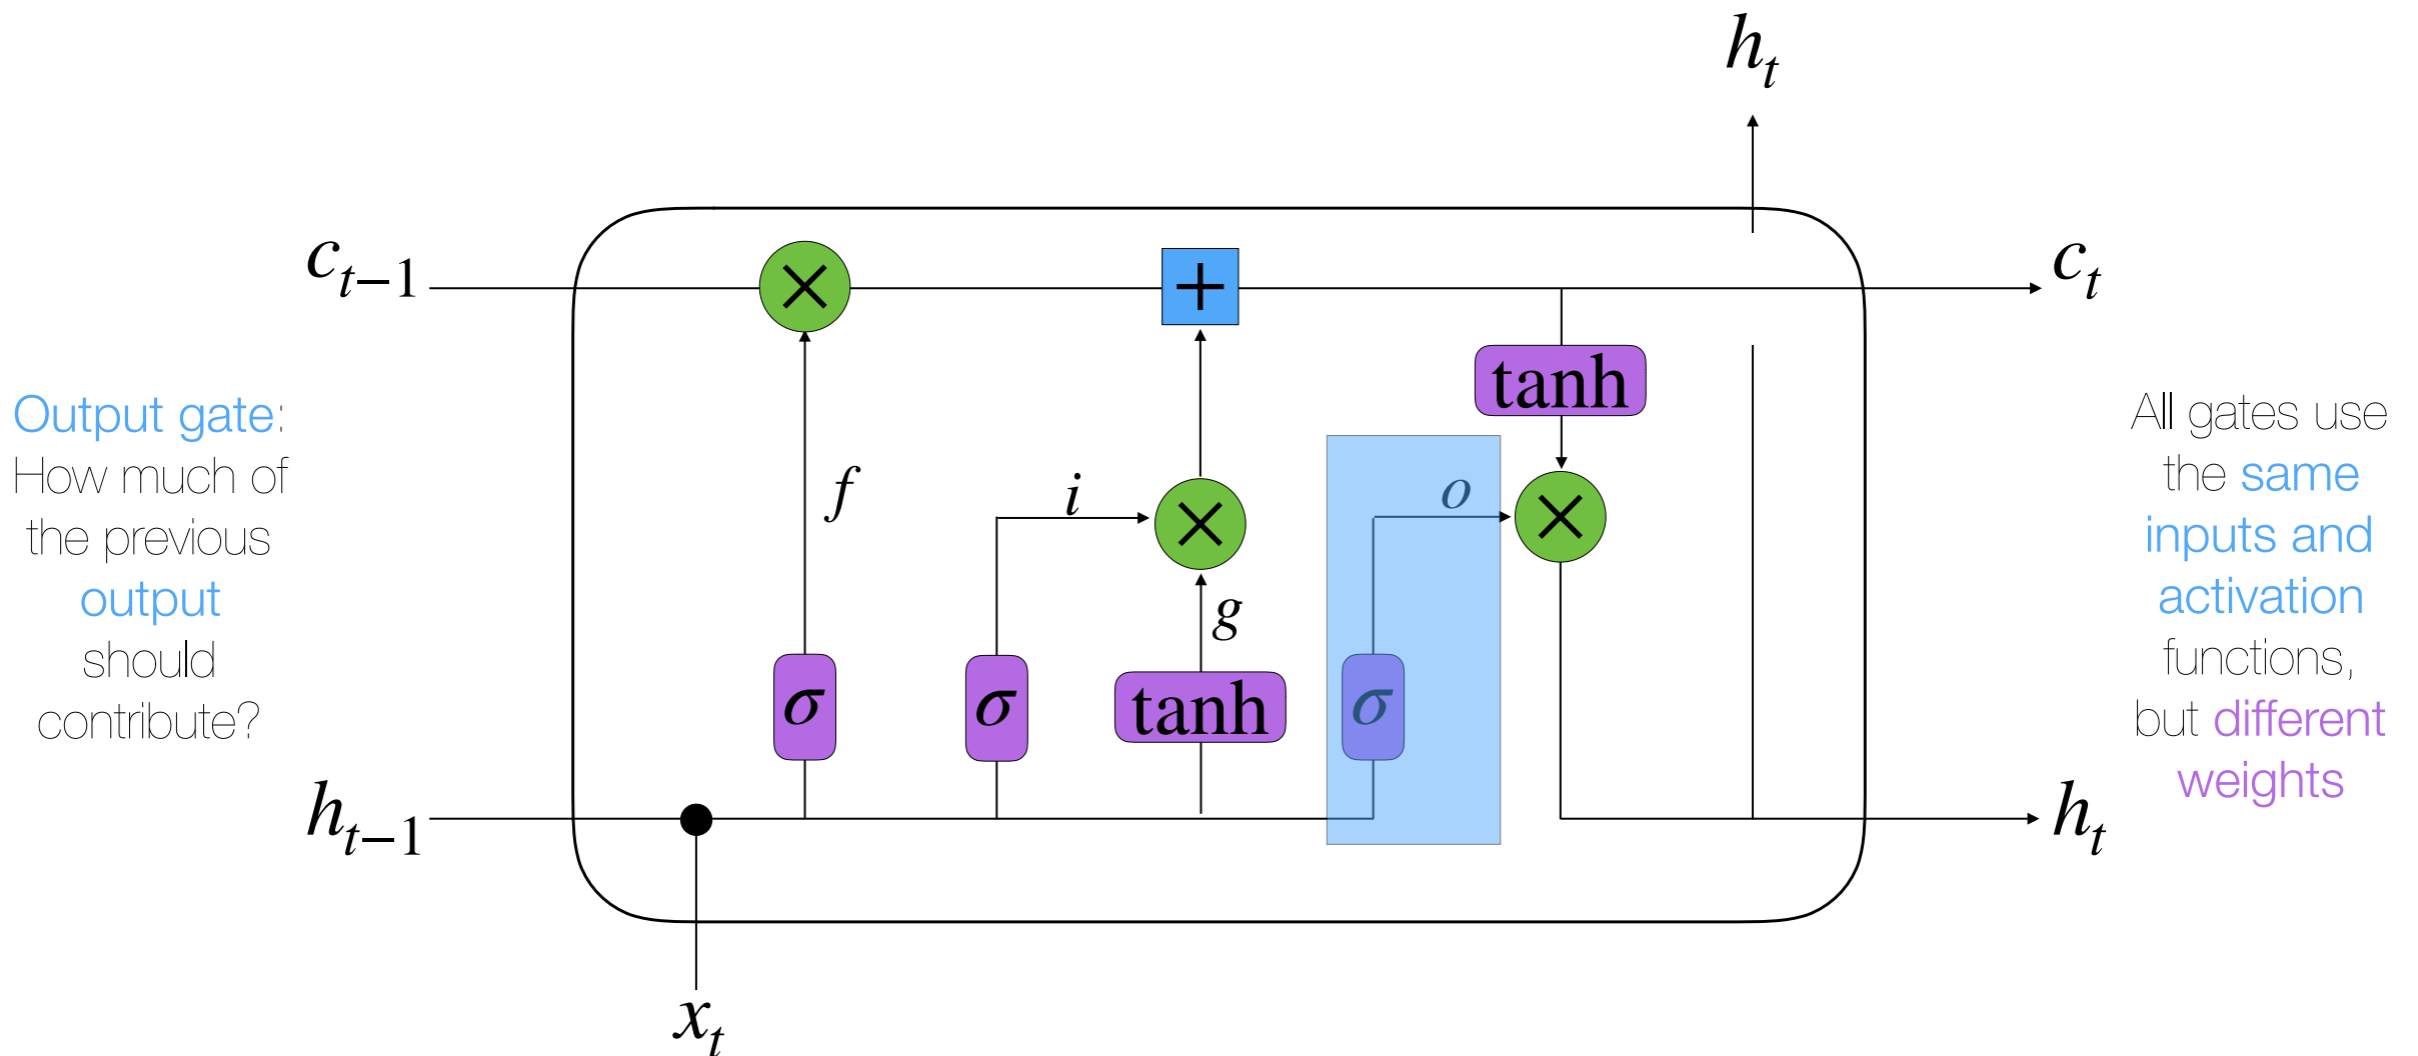 h_t
c_{t−1}
×
+
c_t
tanh
Output gate:
How much of
the previous
output
should
contribute?
f
i
×
o
×
g
σ
σ
tanh
σ
All gates use
the same
inputs and
activation
functions,
but different
weights
h_{t−1}
h_t
x_t